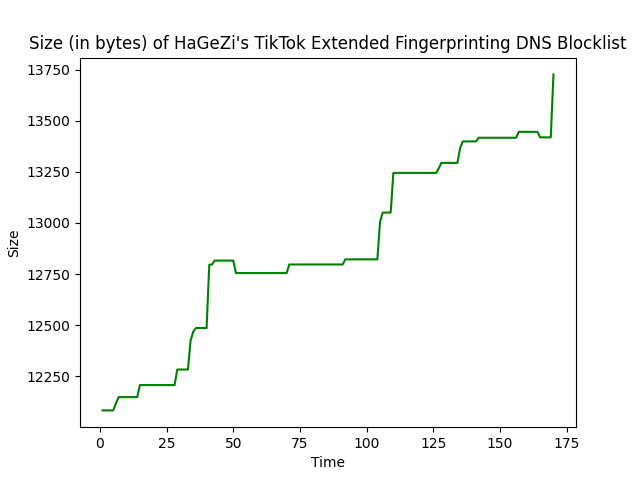 Size (in bytes) of HaGeZi's TikTok Extended Fingerprinting DNS Blocklist
13750
13500
13250
13000
12750
12500
12250
Size
0 25 50 75 100 125 150 175
Time